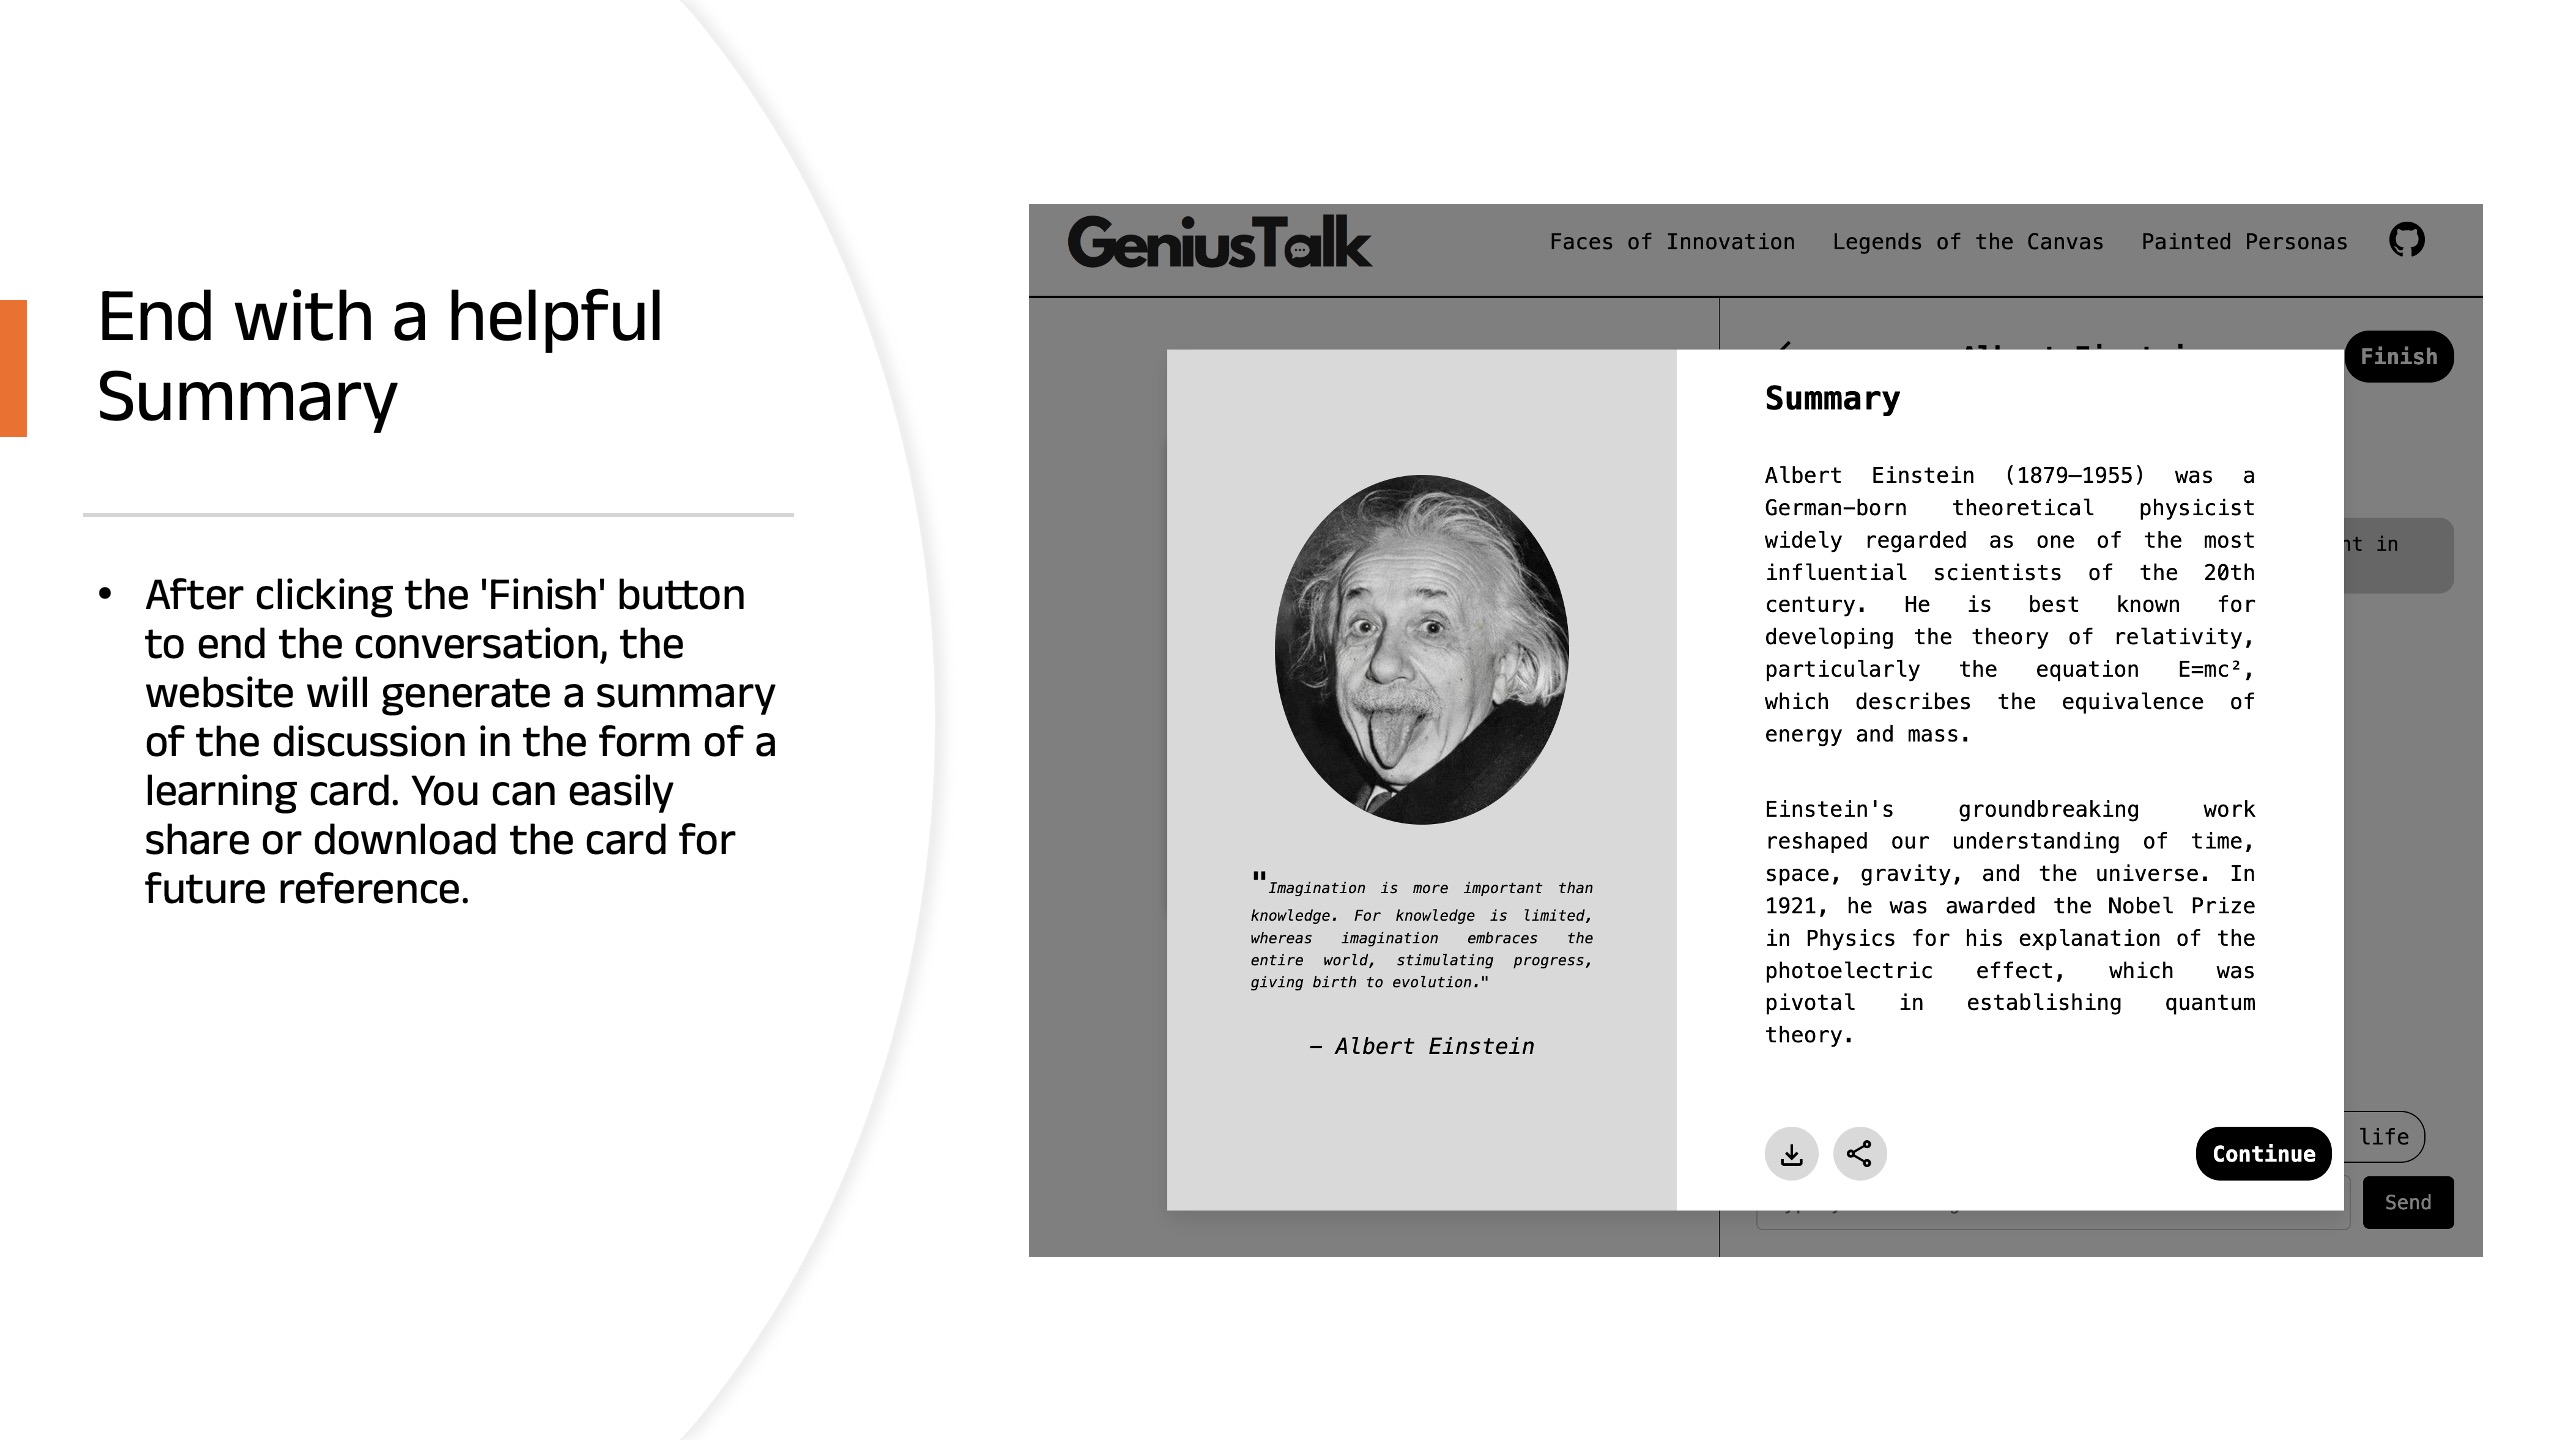 End with a helpful
Summary
• After clicking the 'Finish' button
to end the conversation, the
website will generate a summary
of the discussion in the form of a
learning card. You can easily
share or download the card for
future reference.
GeniusTalk
Faces of Innovation Legends of the Canvas Painted Personas
Finish
Summary
Albert Einstein (1879–1955) was a
German-born theoretical physicist
widely regarded as one of the most
influential scientists of the 20th
century. He is best known for
developing the theory of relativity,
particularly the equation E=mc²,
which describes the equivalence of
energy and mass.
Einstein's groundbreaking work
reshaped our understanding of time,
space, gravity, and the universe. In
1921, he was awarded the Nobel Prize
in Physics for his explanation of the
photoelectric effect, which was
pivotal in establishing quantum
theory.
"Imagination is more important than
knowledge. For knowledge is limited,
whereas imagination embraces the
entire world, stimulating progress,
giving birth to evolution."
– Albert Einstein
in
life
Continue
Send